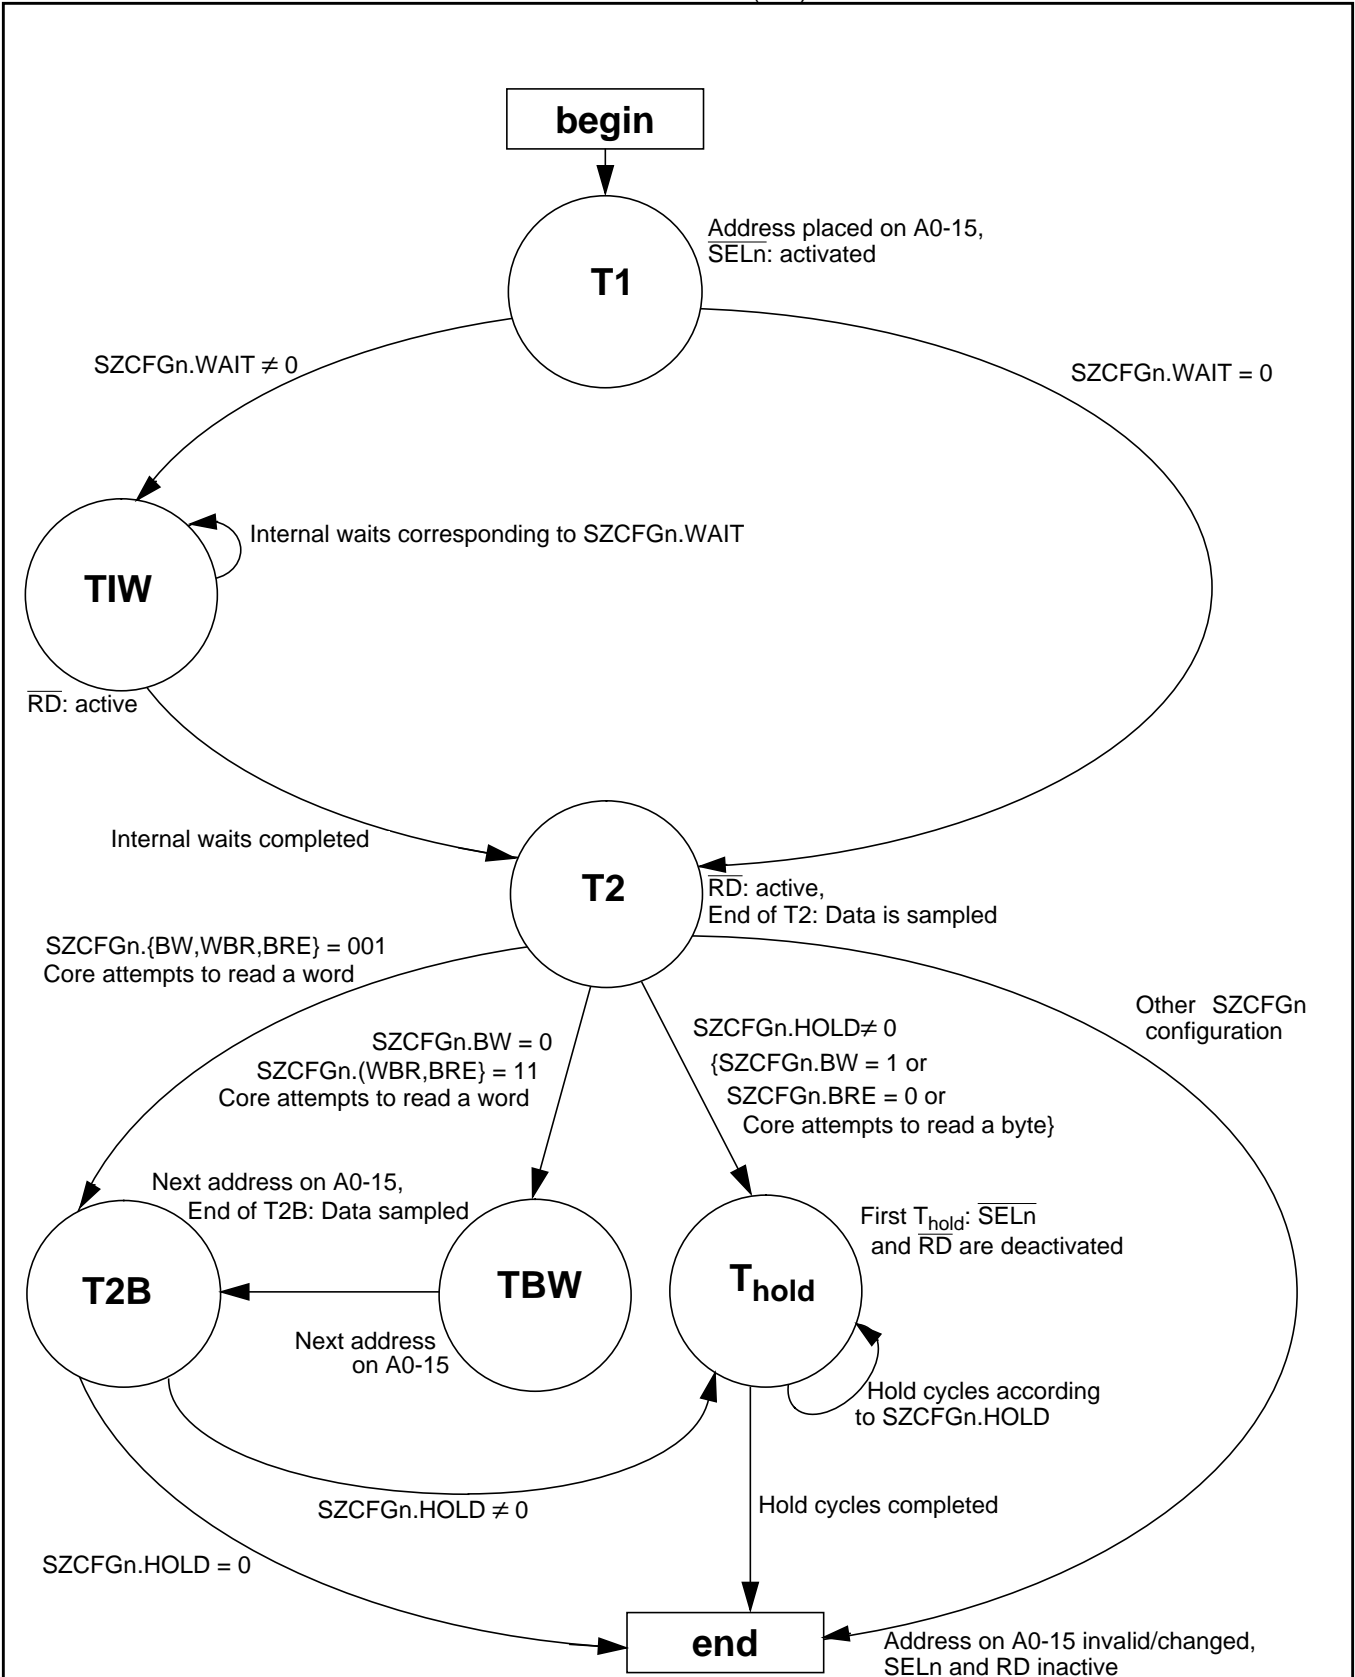 begin
T1
Address placed on A0-15,
SELn: activated
SZCFGn.WAIT ≠ 0
SZCFGn.WAIT = 0
Internal waits corresponding to SZCFGn.WAIT
TIW
RD: active
Internal waits completed
T2
RD: active,
End of T2: Data is sampled
SZCFGn.{BW,WBR,BRE} = 001
Core attempts to read a word
SZCFGn.BW = 0
SZCFGn.(WBR,BRE} = 11
Core attempts to read a word
SZCFGn.HOLD≠ 0
{SZCFGn.BW = 1 or
SZCFGn.BRE = 0 or
Core attempts to read a byte}
Other SZCFGn
configuration
Next address on A0-15,
End of T2B: Data sampled
T2B
TBW
Next address
on A0-15
Thold
First Thold: SELn
and RD are deactivated
Hold cycles according
to SZCFGn.HOLD
SZCFGn.HOLD ≠ 0
Hold cycles completed
SZCFGn.HOLD = 0
end
Address on A0-15 invalid/changed,
SELn and RD inactive